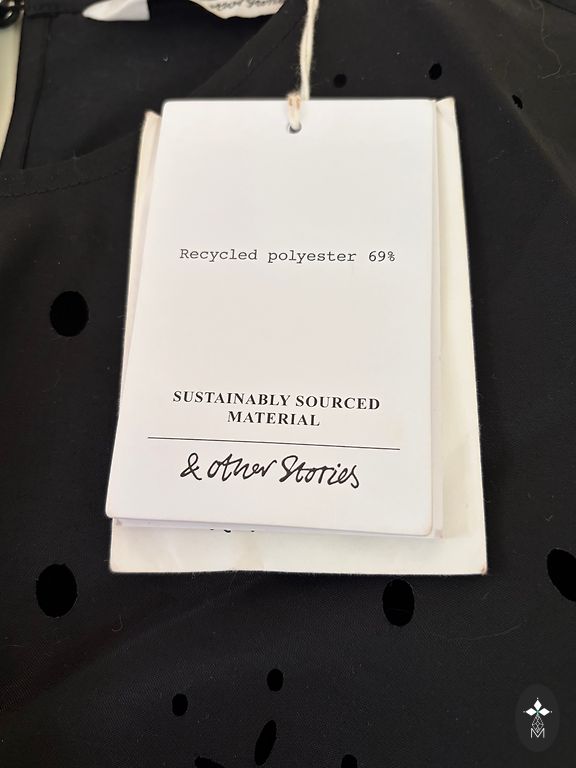 Recycled polyester 69%
SUSTAINABLY SOURCED
MATERIAL
& other Stories